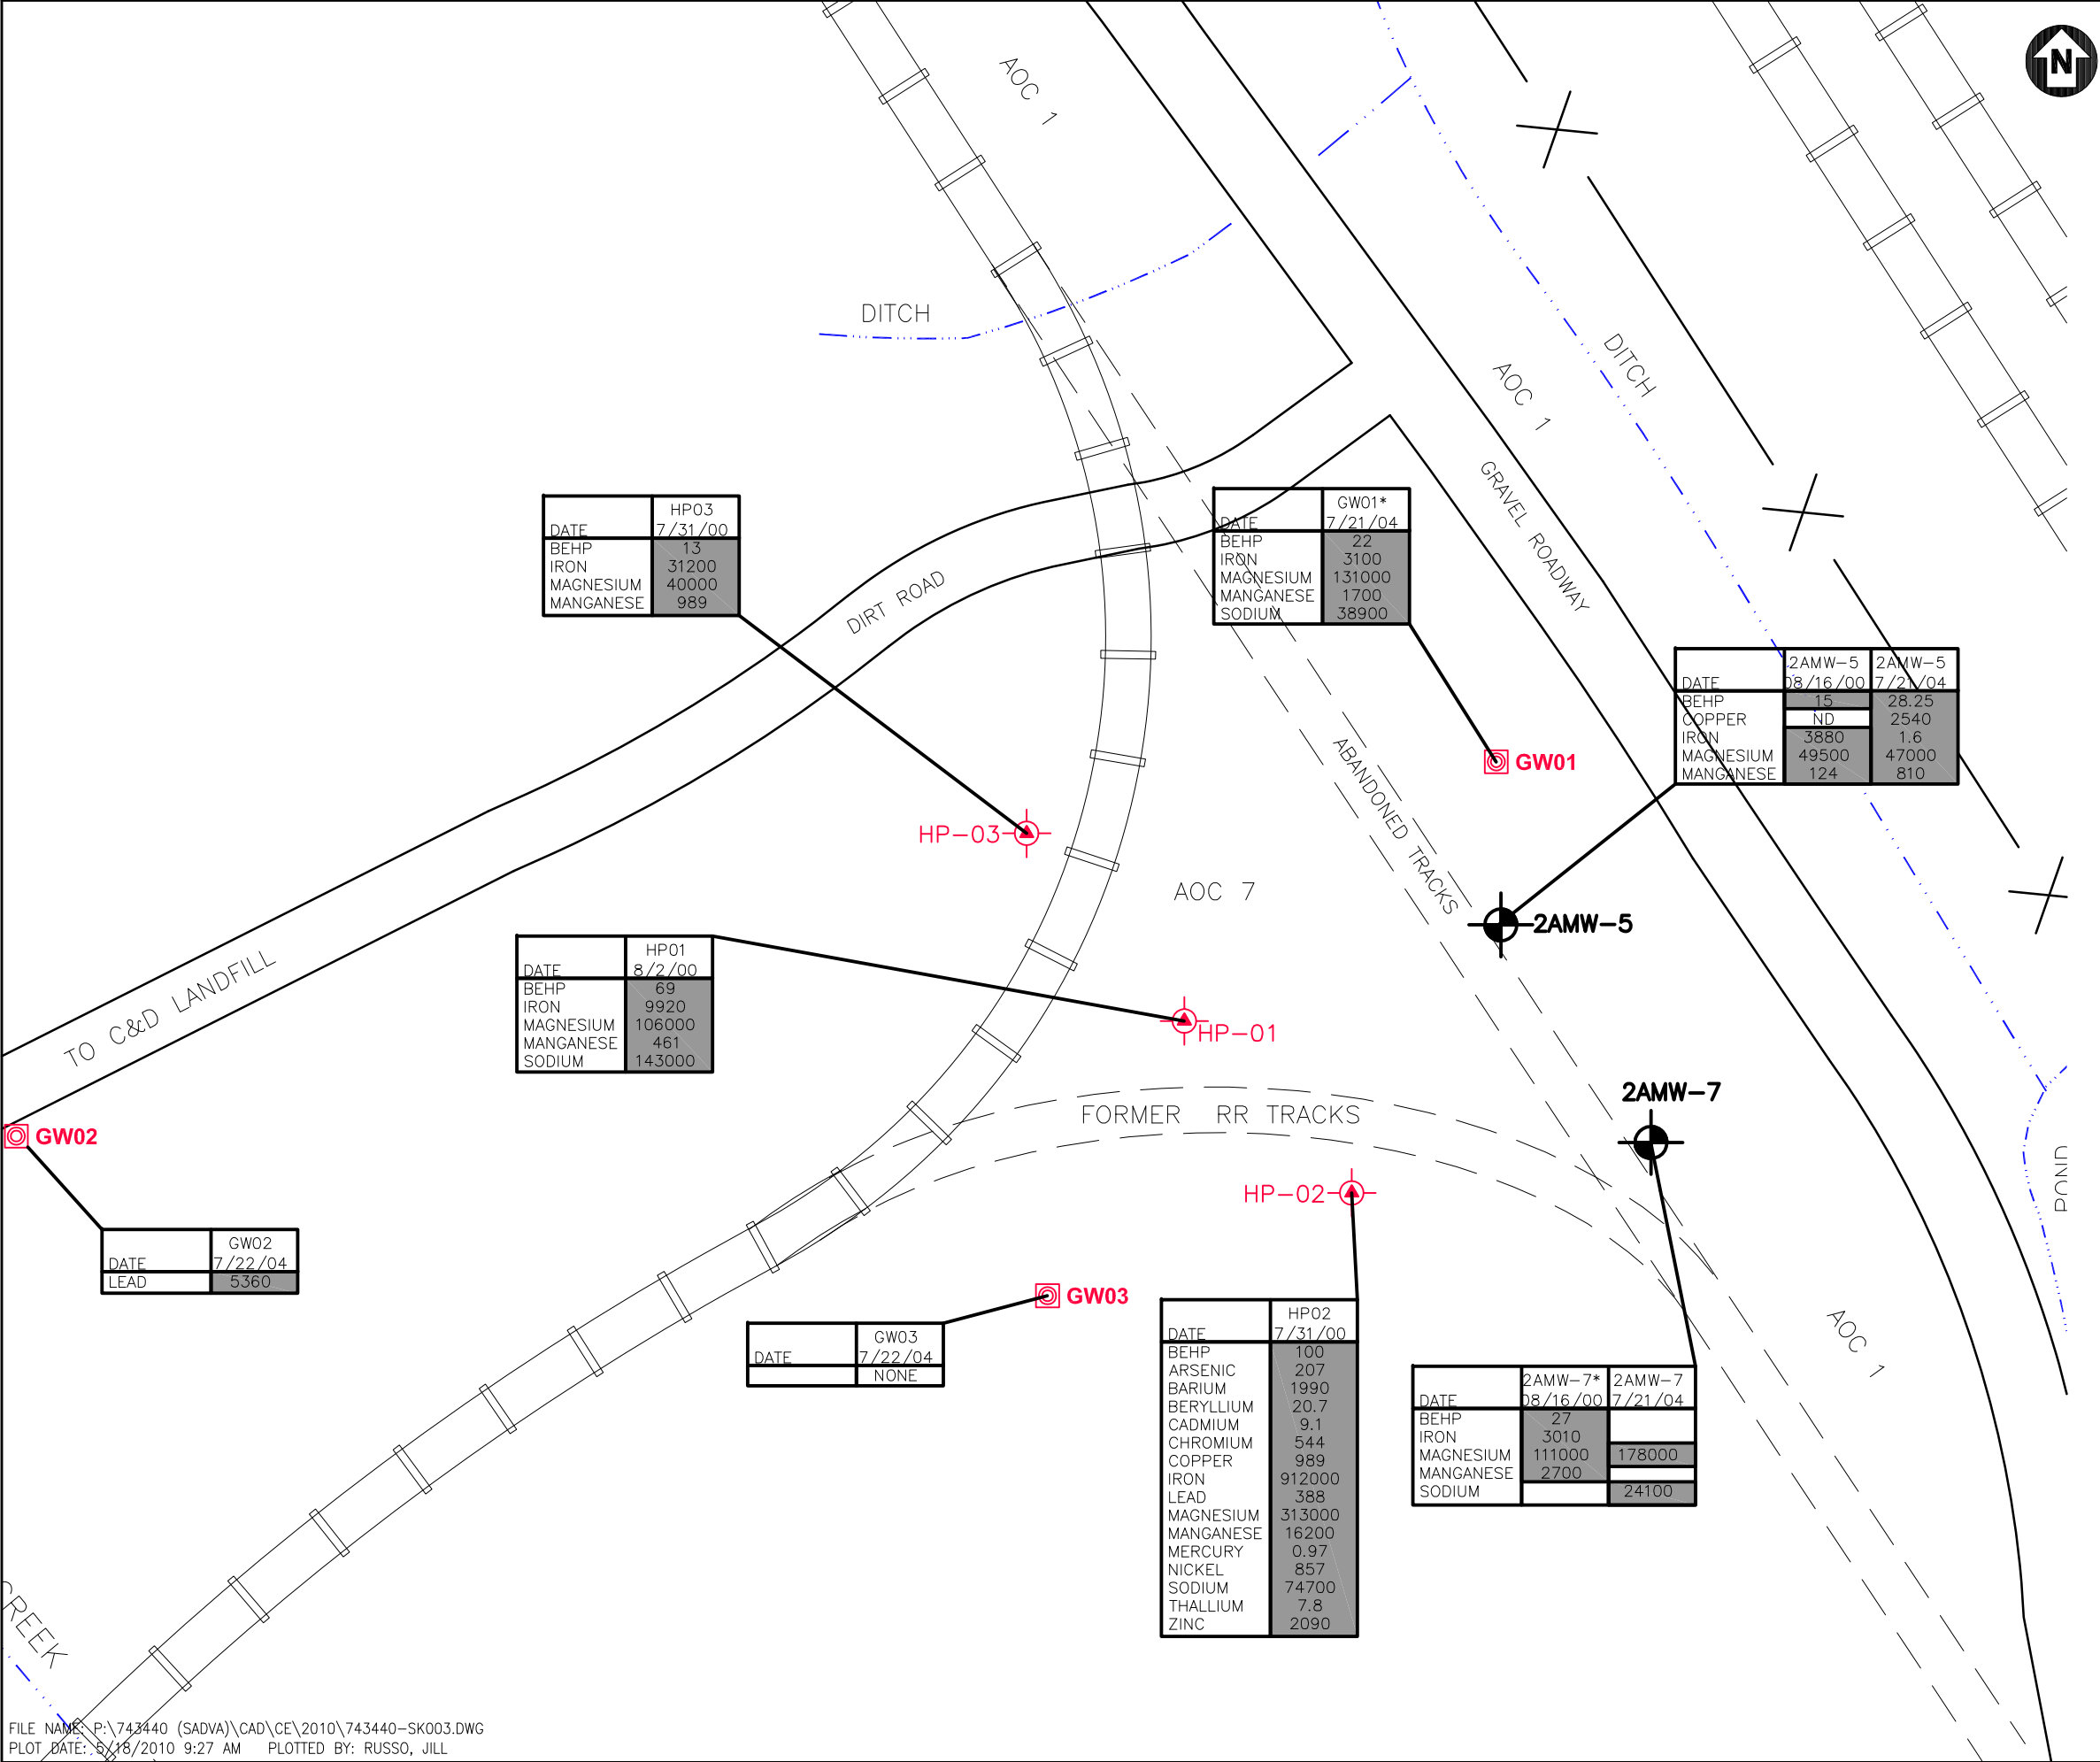 N
AOC 1
DITCH
DITCH
AOC 1
GRAVEL ROADWAY
HP03
DATE 7/31/00
BEHP 13
IRON 31200
MAGNESIUM 40000
MANGANESE 989
GW01*
DATE 7/21/04
BEHP 22
IRON 3100
MAGNESIUM 131000
MANGANESE 1700
SODIUM 38900
DIRT ROAD
2AMW-5 2AMW-5
DATE 08/16/00 7/21/04
BEHP 15 28.25
COPPER ND 2540
IRON 3880 1.6
MAGNESIUM 49500 47000
MANGANESE 124 810
GW01
ABANDONED TRACKS
HP-03
AOC 7
2AMW-5
HP01
DATE 8/2/00
BEHP 69
IRON 9920
MAGNESIUM 106000
MANGANESE 461
SODIUM 143000
TO C&D LANDFILL
HP-01
2AMW-7
FORMER RR TRACKS
GW02
POND
HP-02
GW02
DATE 7/22/04
LEAD 5360
GW03
GW03
DATE 7/22/04
NONE
HP02
DATE 7/31/00
BEHP 100
ARSENIC 207
BARIUM 1990
BERYLLIUM 20.7
CADMIUM 9.1
CHROMIUM 544
COPPER 989
IRON 912000
LEAD 388
MAGNESIUM 313000
MANGANESE 16200
MERCURY 0.97
NICKEL 857
SODIUM 74700
THALLIUM 7.8
ZINC 2090
AOC 1
2AMW-7* 2AMW-7
DATE 08/16/00 7/21/04
BEHP 27
IRON 3010
MAGNESIUM 111000 178000
MANGANESE 2700
SODIUM 24100
CREEK
FILE NAME: P:\743440 (SADVA)\CAD\CE\2010\743440-SK003.DWG
PLOT DATE: 5/18/2010 9:27 AM PLOTTED BY: RUSSO, JILL